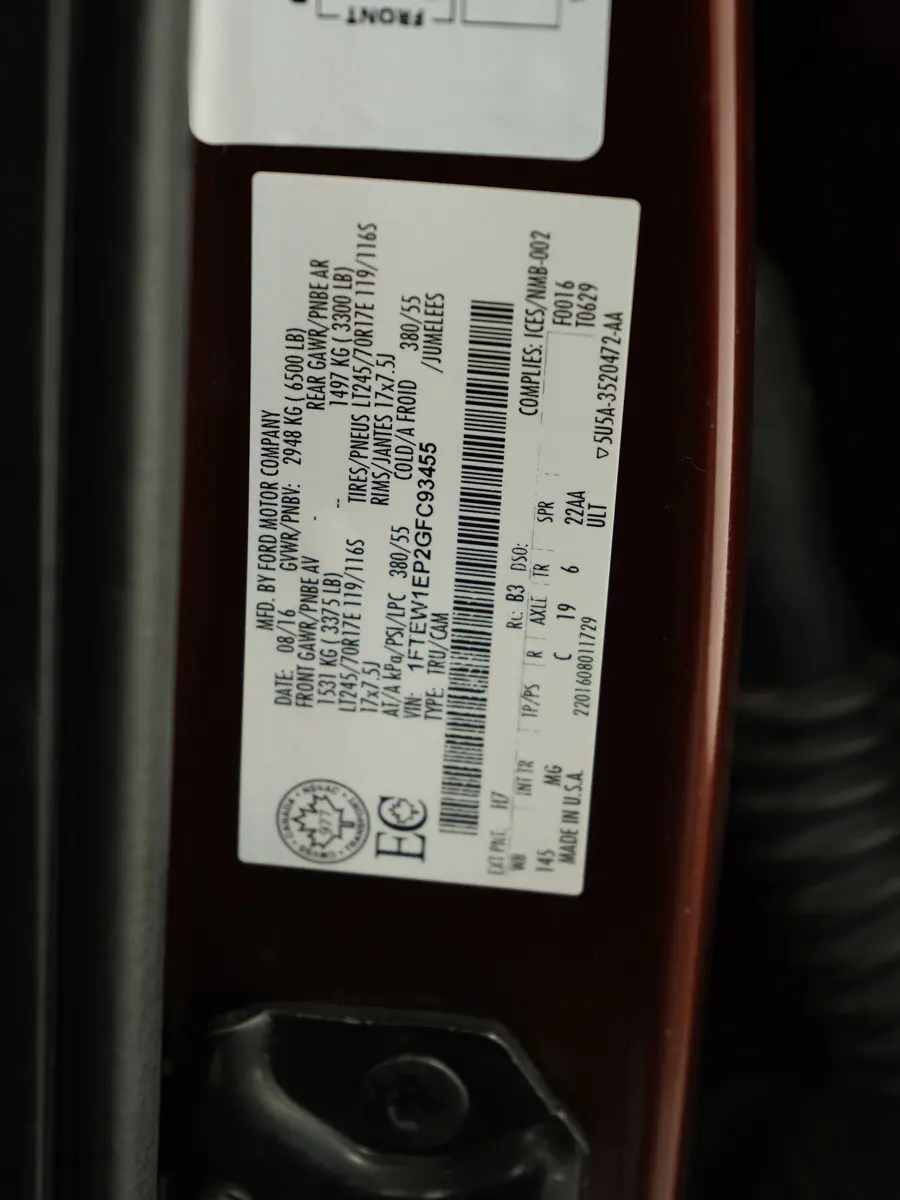 FRONT
MFD. BY FORD MOTOR COMPANY
DATE: 08/16 GVWR/PNBV: 2948 KG ( 6500 LB)
FRONT GAWR/PNBE AV - REAR GAWR/PNBE AR
1531 KG ( 3375 LB) -- 1497 KG ( 3300 LB)
LT245/70R17E 119/116S TIRES/PNEUS LT245/70R17E 119/116S
17x7.5J RIMS/JANTES 17x7.5J
AT/A kPa/PSI/LPC 380/55 COLD/A FROID 380/55
VIN: 1FTEW1EP2GFC93455 /JUMELEES
TYPE: TRU/CAM
CANADA
977
TRANSPORT
EC
EXT PNT: H7 RC: B3 DSO: COMPLIES: ICES/NMB-002
WB INT TR TP/PS R AXLE TR SPR F0016
145 MG C 19 6 22AA T0629
MADE IN U.S.A. 2201608011729 ULT ▽5U5A-3520472-AA